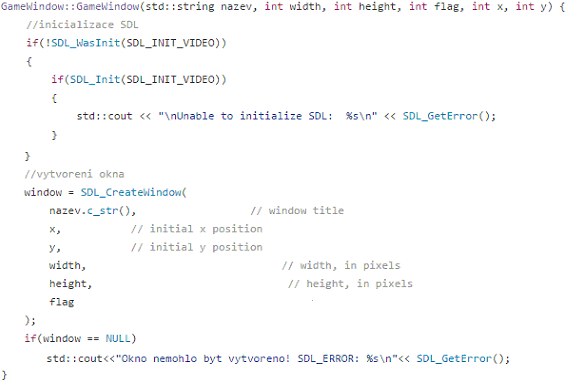 GameWindow::GameWindow(std::string nazev, int width, int height, int flag, int x, int y) {
//inicializace SDL
if(!SDL_WasInit(SDL_INIT_VIDEO))
{
if(SDL_Init(SDL_INIT_VIDEO))
{
std::cout << "\nUnable to initialize SDL:  %s\n" << SDL_GetError();
}
}
//vytvoreni okna
window = SDL_CreateWindow(
nazev.c_str(), // window title
x, // initial x position
y, // initial y position
width, // width, in pixels
height, // height, in pixels
flag
);
if(window == NULL)
std::cout<<"Okno nemohlo byt vytvoreno! SDL_ERROR: %s\n"<< SDL_GetError();
}